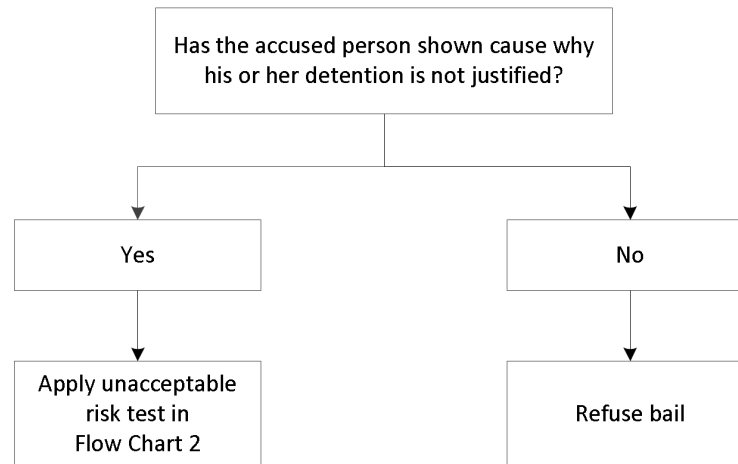 Has the accused person shown cause why
his or her detention is not justified?
Yes
No
Apply unacceptable
risk test in
Flow Chart 2
Refuse bail